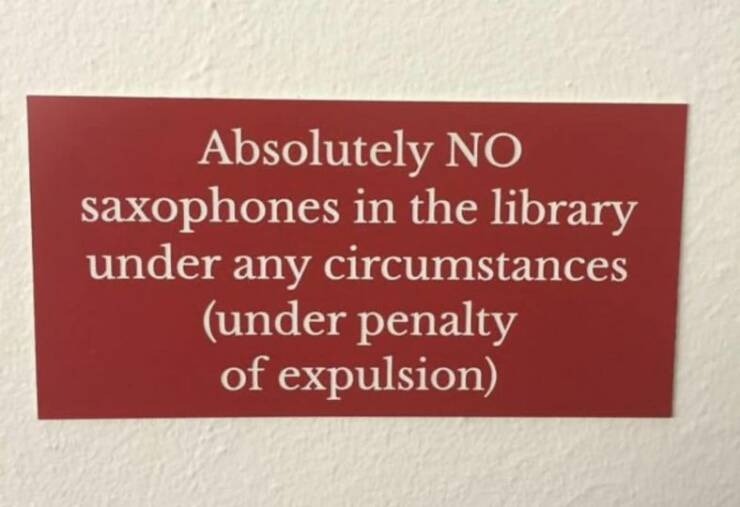 Absolutely NO
saxophones in the library
under any circumstances
(under penalty
of expulsion)